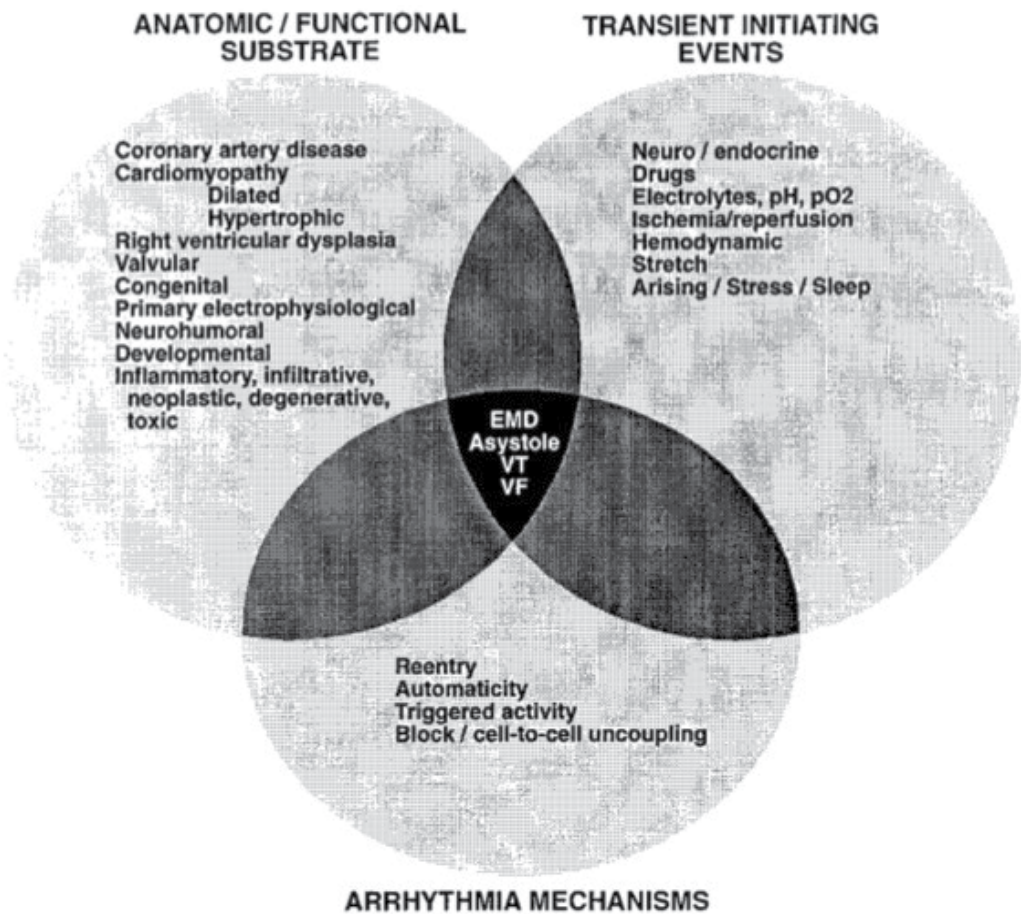 ANATOMIC / FUNCTIONAL
SUBSTRATE
TRANSIENT INITIATING
EVENTS
Coronary artery disease
Cardiomyopathy
Dilated
Hypertrophic
Right ventricular dysplasia
Valvular
Congenital
Primary electrophysiological
Neurohumoral
Developmental
Inflammatory, infiltrative,
neoplastic, degenerative,
toxic
Neuro / endocrine
Drugs
Electrolytes, pH, pO2
Ischemia/reperfusion
Hemodynamic
Stretch
Arising / Stress / Sleep
EMD
Asystole
VT
VF
Reentry
Automaticity
Triggered activity
Block / cell-to-cell uncoupling
ARRHYTHMIA MECHANISMS